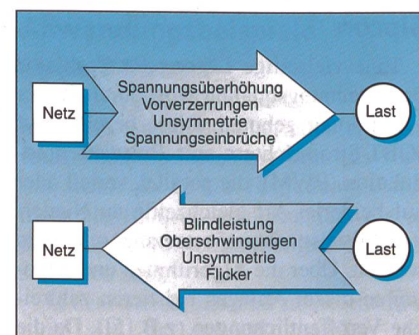 Netz
Spannungsüberhöhung
Vorverzerrungen
Unsymmetrie
Spannungseinbrüche
Last
Netz
Blindleistung
Oberschwingungen
Unsymmetrie
Flicker
Last